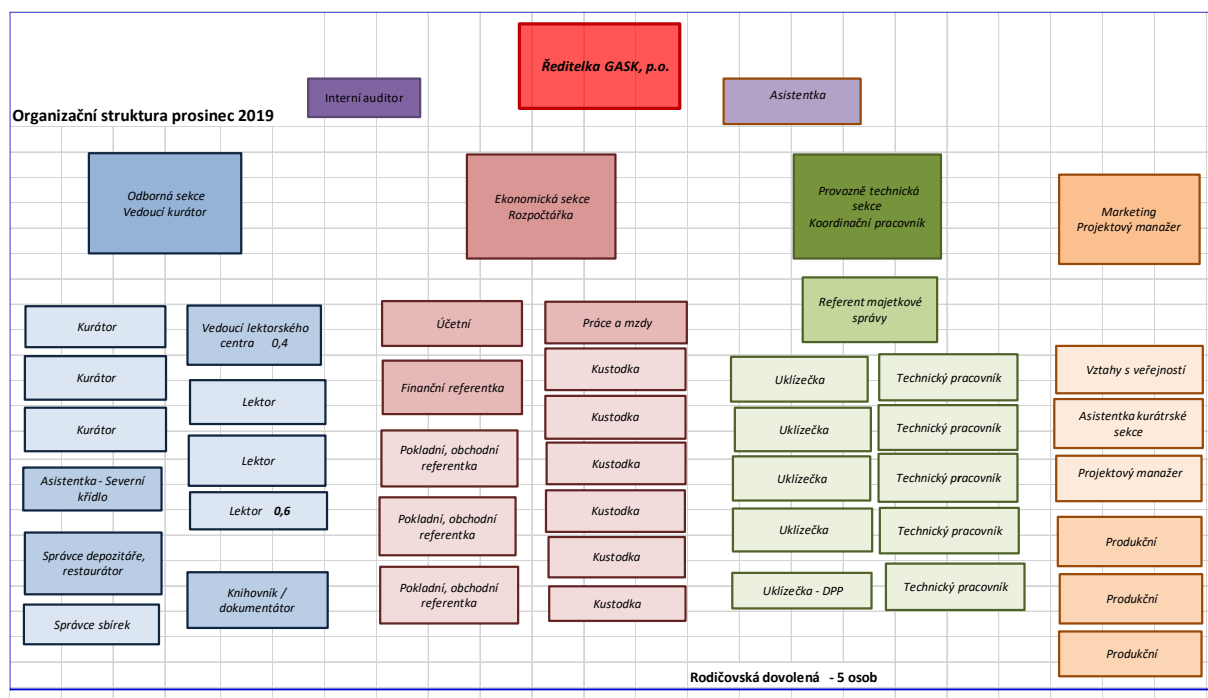 Ředitelka GASK, p.o.
Interní auditor
Asistentka
Organizační struktura prosinec 2019
Odborná sekce
Vedoucí kurátor
Ekonomická sekce
Rozpočtářka
Provozně technická
sekce
Koordinační pracovník
Marketing
Projektový manažer
Referent majetkové
správy
Kurátor
Kurátor
Kurátor
Asistentka - Severní
křídlo
Správce depozitáře,
restaurátor
Správce sbírek
Vedoucí lektorského
centra 0,4
Lektor
Lektor
Lektor 0,6
Knihovník /
dokumentátor
Účetní
Finanční referentka
Pokladní, obchodní
referentka
Pokladní, obchodní
referentka
Pokladní, obchodní
referentka
Práce a mzdy
Kustodka
Kustodka
Kustodka
Kustodka
Kustodka
Kustodka
Uklízečka
Uklízečka
Uklízečka
Uklízečka
Uklízečka - DPP
Technický pracovník
Technický pracovník
Technický pracovník
Technický pracovník
Technický pracovník
Vztahy s veřejností
Asistentka kurátrské
sekce
Projektový manažer
Produkční
Produkční
Produkční
Rodičovská dovolená - 5 osob